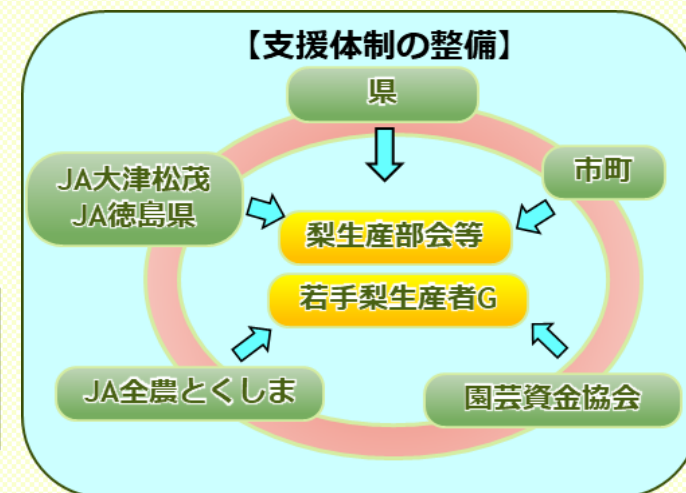 【支援体制の整備】
県
JA大津松茂
JA徳島県
市町
梨生産部会等
若手梨生産者G
JA全農とくしま
園芸資金協会